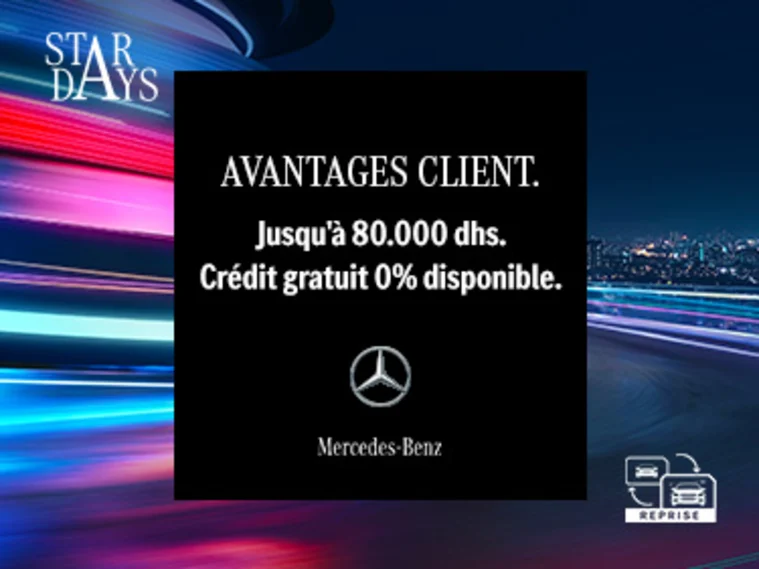 STAR
DAYS
AVANTAGES CLIENT.
Jusqu'à 80.000 dhs.
Crédit gratuit 0% disponible.
Mercedes-Benz
REPRISE